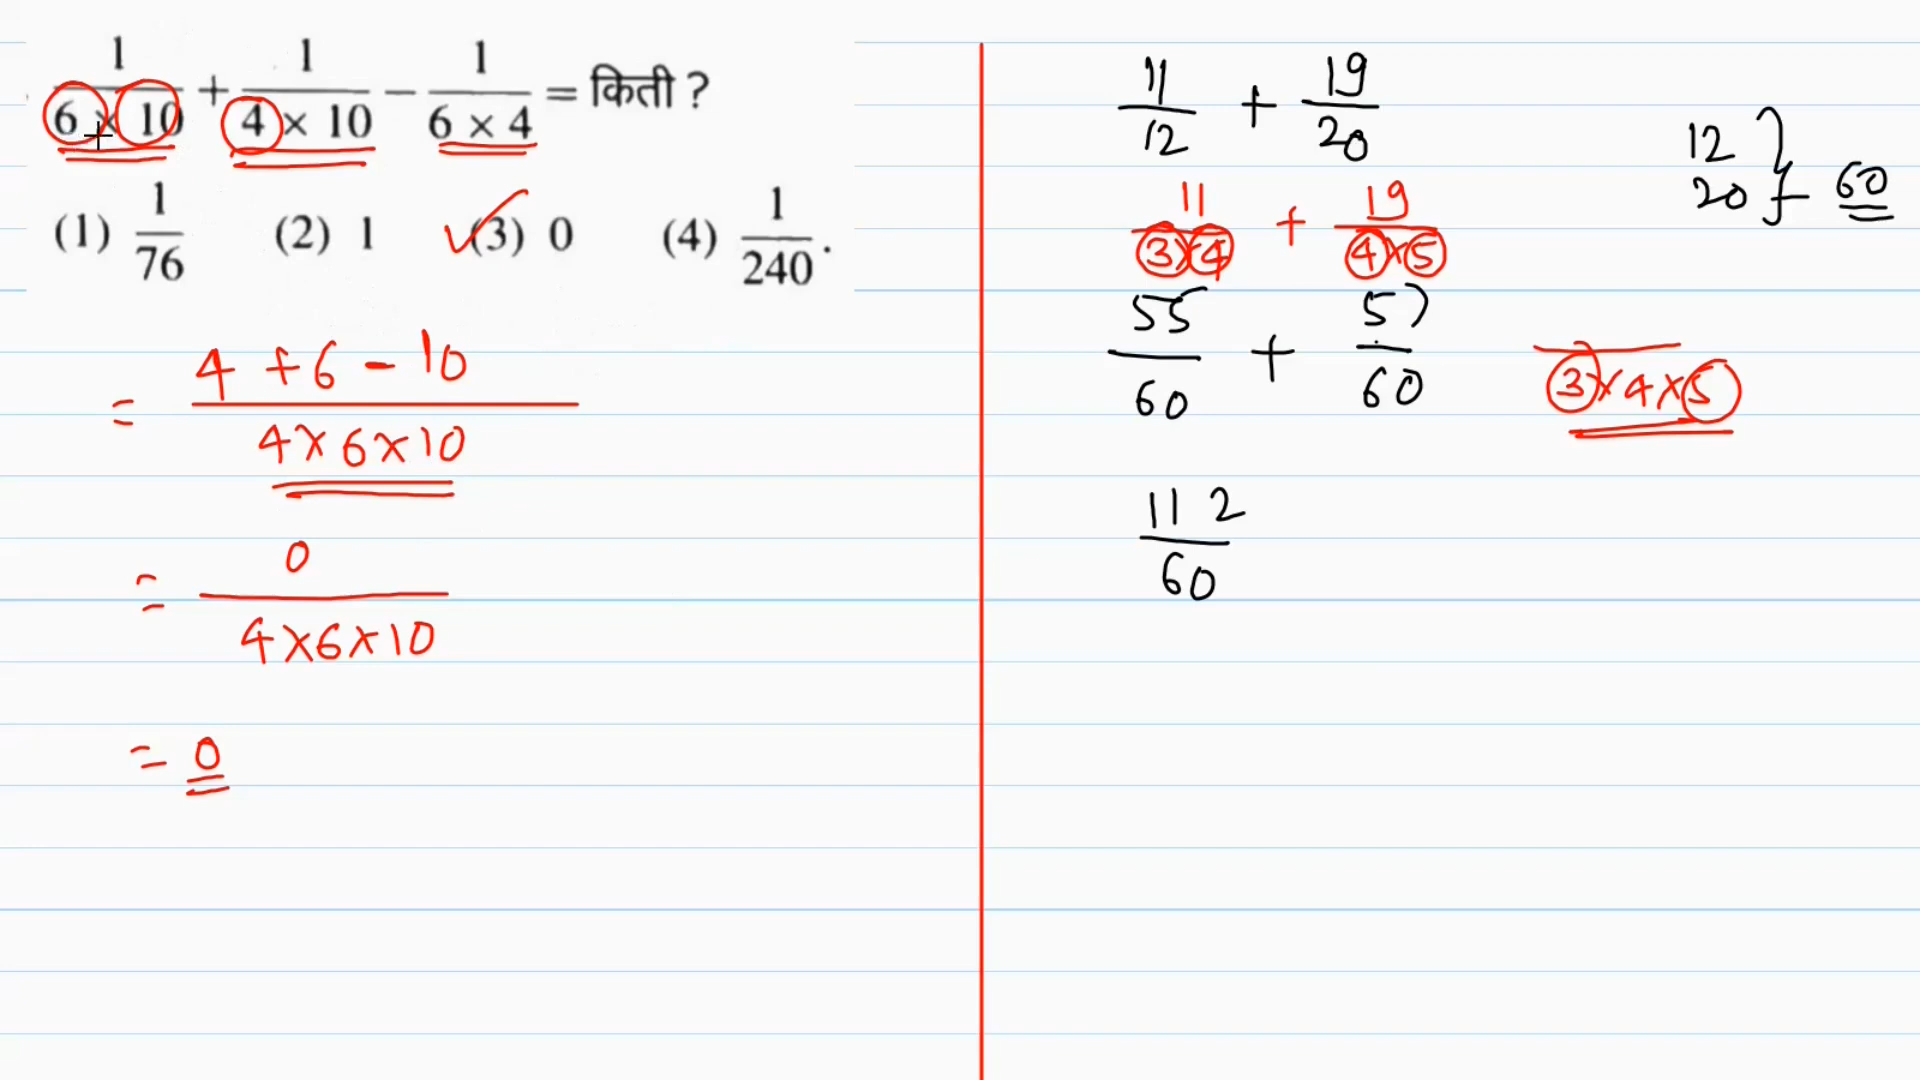 1/(6 × 10) + 1/(4 × 10) − 1/(6 × 4) = किती ?
(1) 1/76 (2) 1 (3) 0 (4) 1/240 .
= (4 + 6 - 10)/(4 × 6 × 10)
= 0/(4 × 6 × 10)
= 0
11/12 + 19/20
12
20
60
11/(3×4) + 19/(4×5)
55/60 + 57/60
3×4×5
112/60